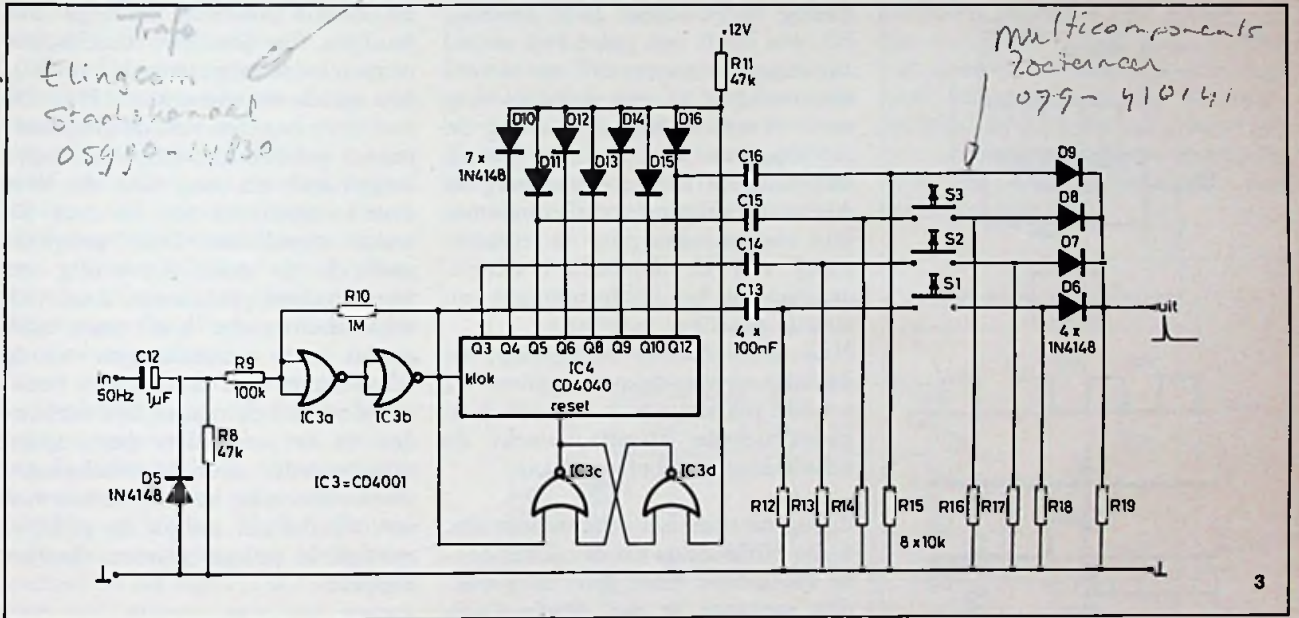 Trafo
Stadskanaal
05990-14830
multicomponents
Zoetermeer
079-410141
+12V
R11
47k
D10
D12
D14
D16
7 x
1N4148
D11
D13
D15
C16
C15
C14
C13
4 x
100nF
S3
S2
S1
D9
D8
D7
D6
4 x
1N4148
uit
R10
1M
C12
in
50Hz
1µF
R9
100k
R8
47k
D5
1N4148
IC3a
IC3b
IC3=CD4001
Q3 Q4 Q5 Q6 Q8 Q9 Q10 Q12
klok
IC4
CD4040
reset
IC3c
IC3d
R12 R13 R14 R15 R16 R17 R18 R19
8 x 10k
3